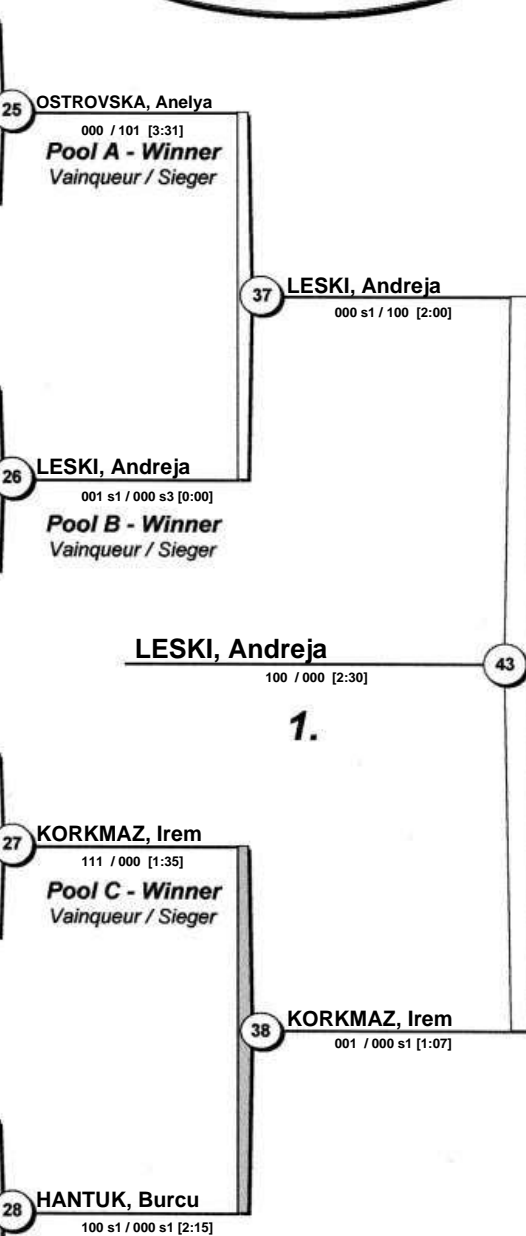 25 OSTROVSKA, Anelya
000 / 101 [3:31]
Pool A - Winner
Vainqueur / Sieger
37 LESKI, Andreja
000 s1 / 100 [2:00]
26 LESKI, Andreja
001 s1 / 000 s3 [0:00]
Pool B - Winner
Vainqueur / Sieger
LESKI, Andreja
43
100 / 000 [2:30]
1.
27 KORKMAZ, Irem
111 / 000 [1:35]
Pool C - Winner
Vainqueur / Sieger
38 KORKMAZ, Irem
001 / 000 s1 [1:07]
28 HANTUK, Burcu
100 s1 / 000 s1 [2:15]